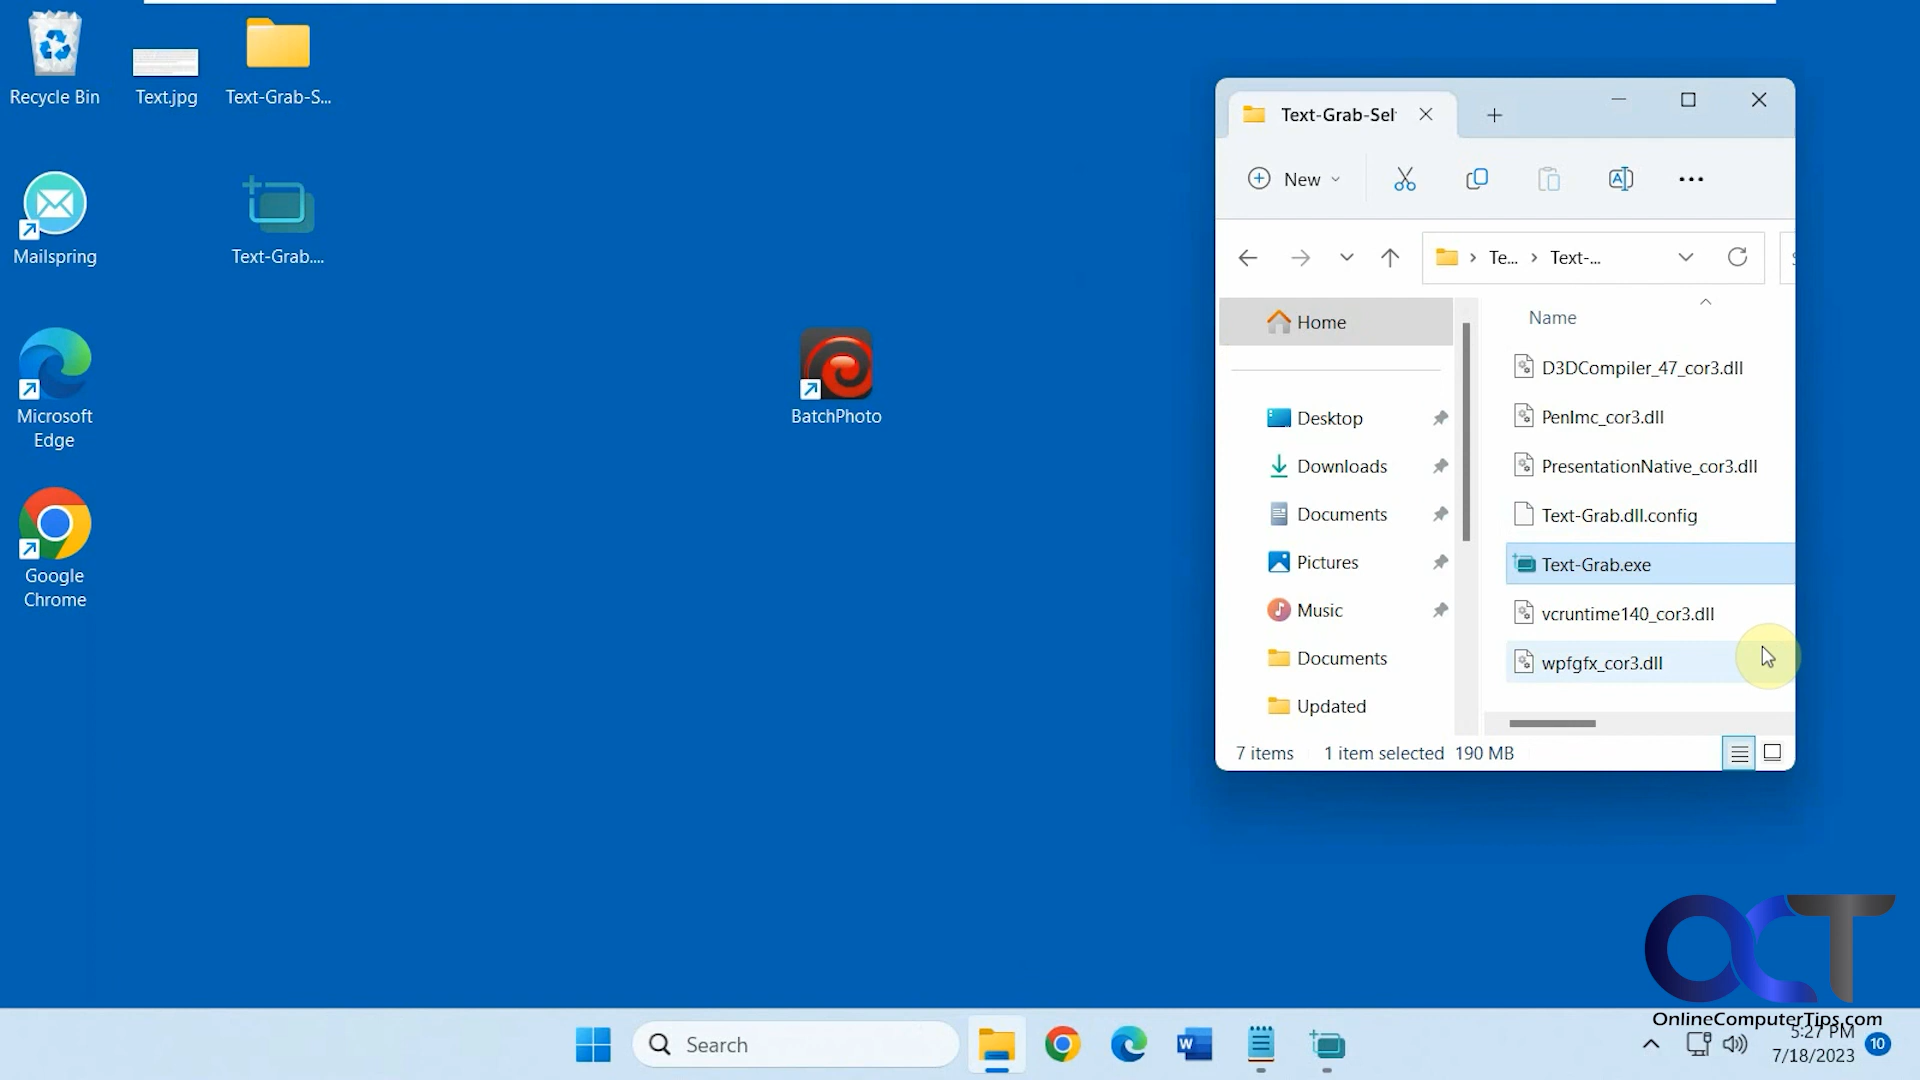 Recycle Bin
Text.jpg
Text-Grab-S...
Mailspring
Text-Grab....
Microsoft
Edge
BatchPhoto
Google
Chrome
Text-Grab-Sel
New
Te...
Text-...
Home
Desktop
Downloads
Documents
Pictures
Music
Documents
Updated
Name
D3DCompiler_47_cor3.dll
PenImc_cor3.dll
PresentationNative_cor3.dll
Text-Grab.dll.config
Text-Grab.exe
vcruntime140_cor3.dll
wpfgfx_cor3.dll
7 items
1 item selected 190 MB
OCT
OnlineComputerTips.com
Search
5:27 PM
7/18/2023
10